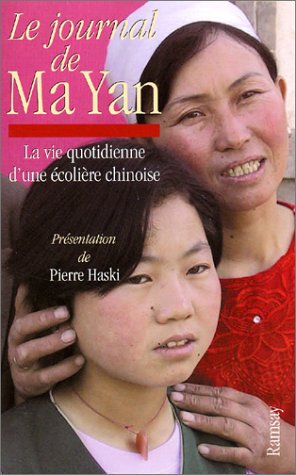 Le journal
de
Ma Yan
La vie quotidienne
d'une écolière chinoise
Présentation
de
Pierre Haski
Ramsay